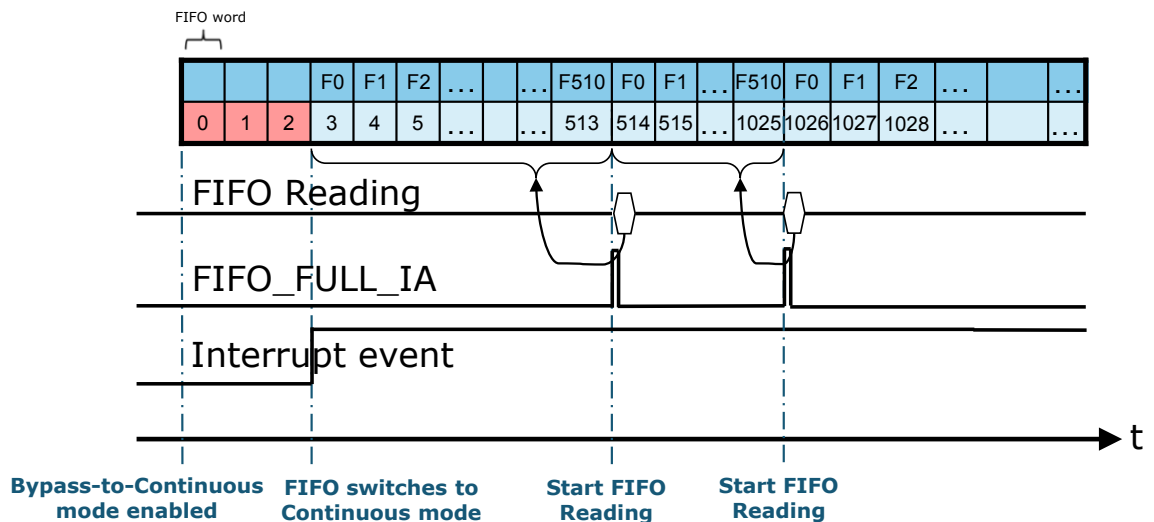 FIFO word
F0 F1 F2 ... ... F510 F0 F1 ... F510 F0 F1 F2 ... ...
0 1 2 3 4 5 ... ... 513 514 515 ... 1025 1026 1027 1028 ... ...
FIFO Reading
FIFO_FULL_IA
Interrupt event
t
Bypass-to-Continuous
mode enabled
FIFO switches to
Continuous mode
Start FIFO
Reading
Start FIFO
Reading